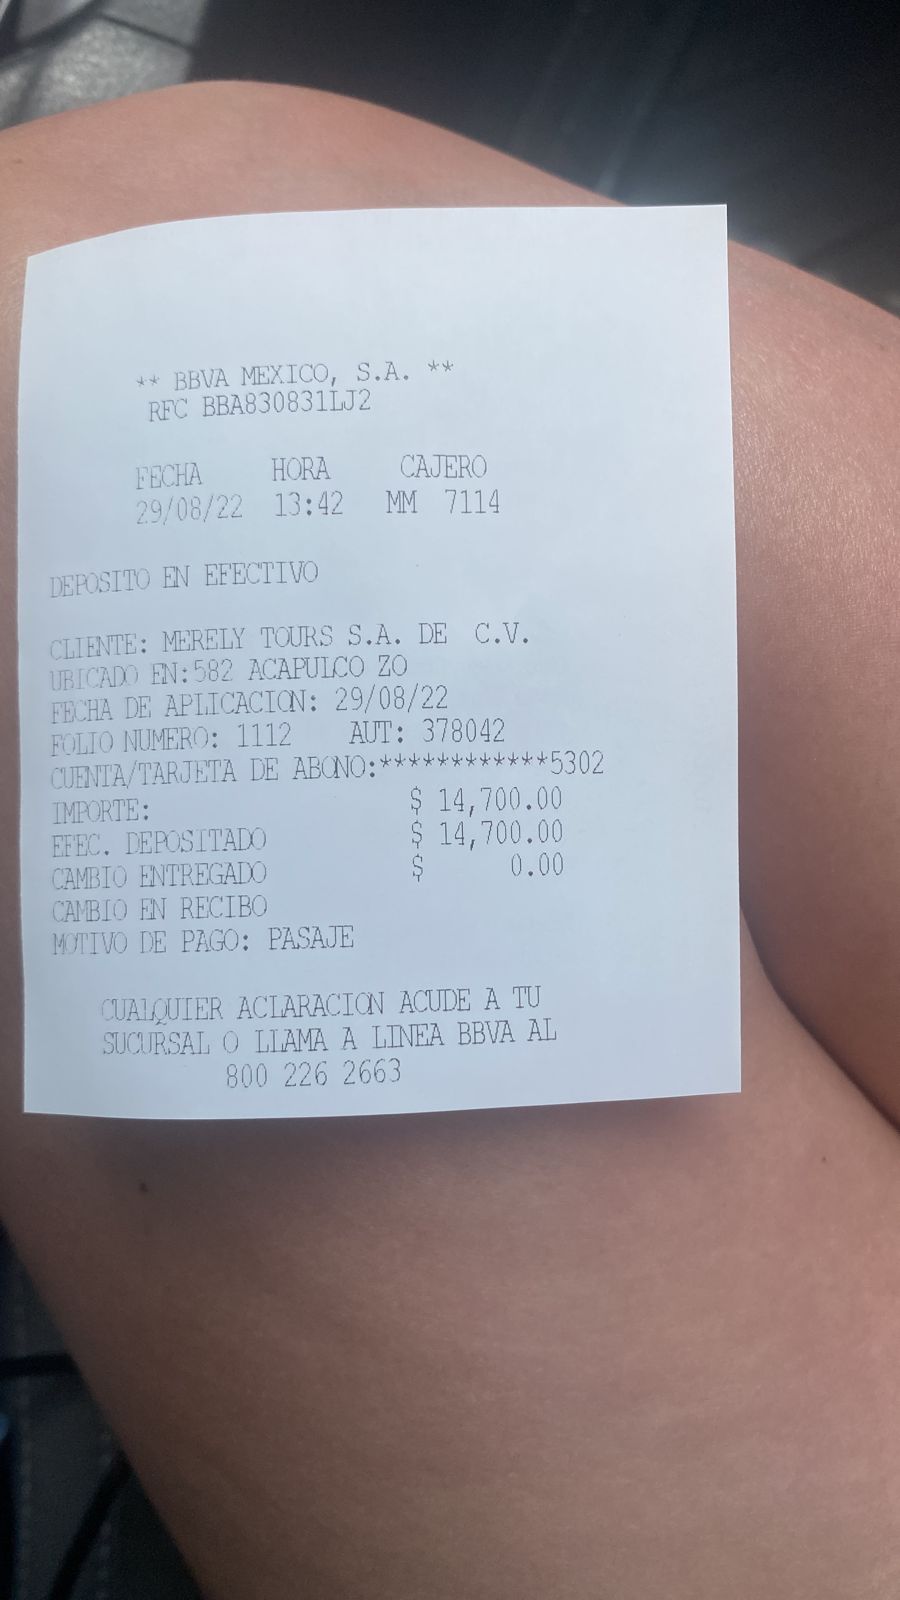 ** BBVA MEXICO, S.A. **
RFC BBA830831LJ2
FECHA HORA CAJERO
29/08/22 13:42 MM 7114
DEPOSITO EN EFECTIVO
CLIENTE: MERELY TOURS S.A. DE C.V.
UBICADO EN:582 ACAPULCO ZO
FECHA DE APLICACION: 29/08/22
FOLIO NUMERO: 1112 AUT: 378042
CUENTA/TARJETA DE ABONO:************5302
IMPORTE: $ 14,700.00
EFEC. DEPOSITADO $ 14,700.00
CAMBIO ENTREGADO $ 0.00
CAMBIO EN RECIBO
MOTIVO DE PAGO: PASAJE
CUALQUIER ACLARACION ACUDE A TU
SUCURSAL O LLAMA A LINEA BBVA AL
800 226 2663